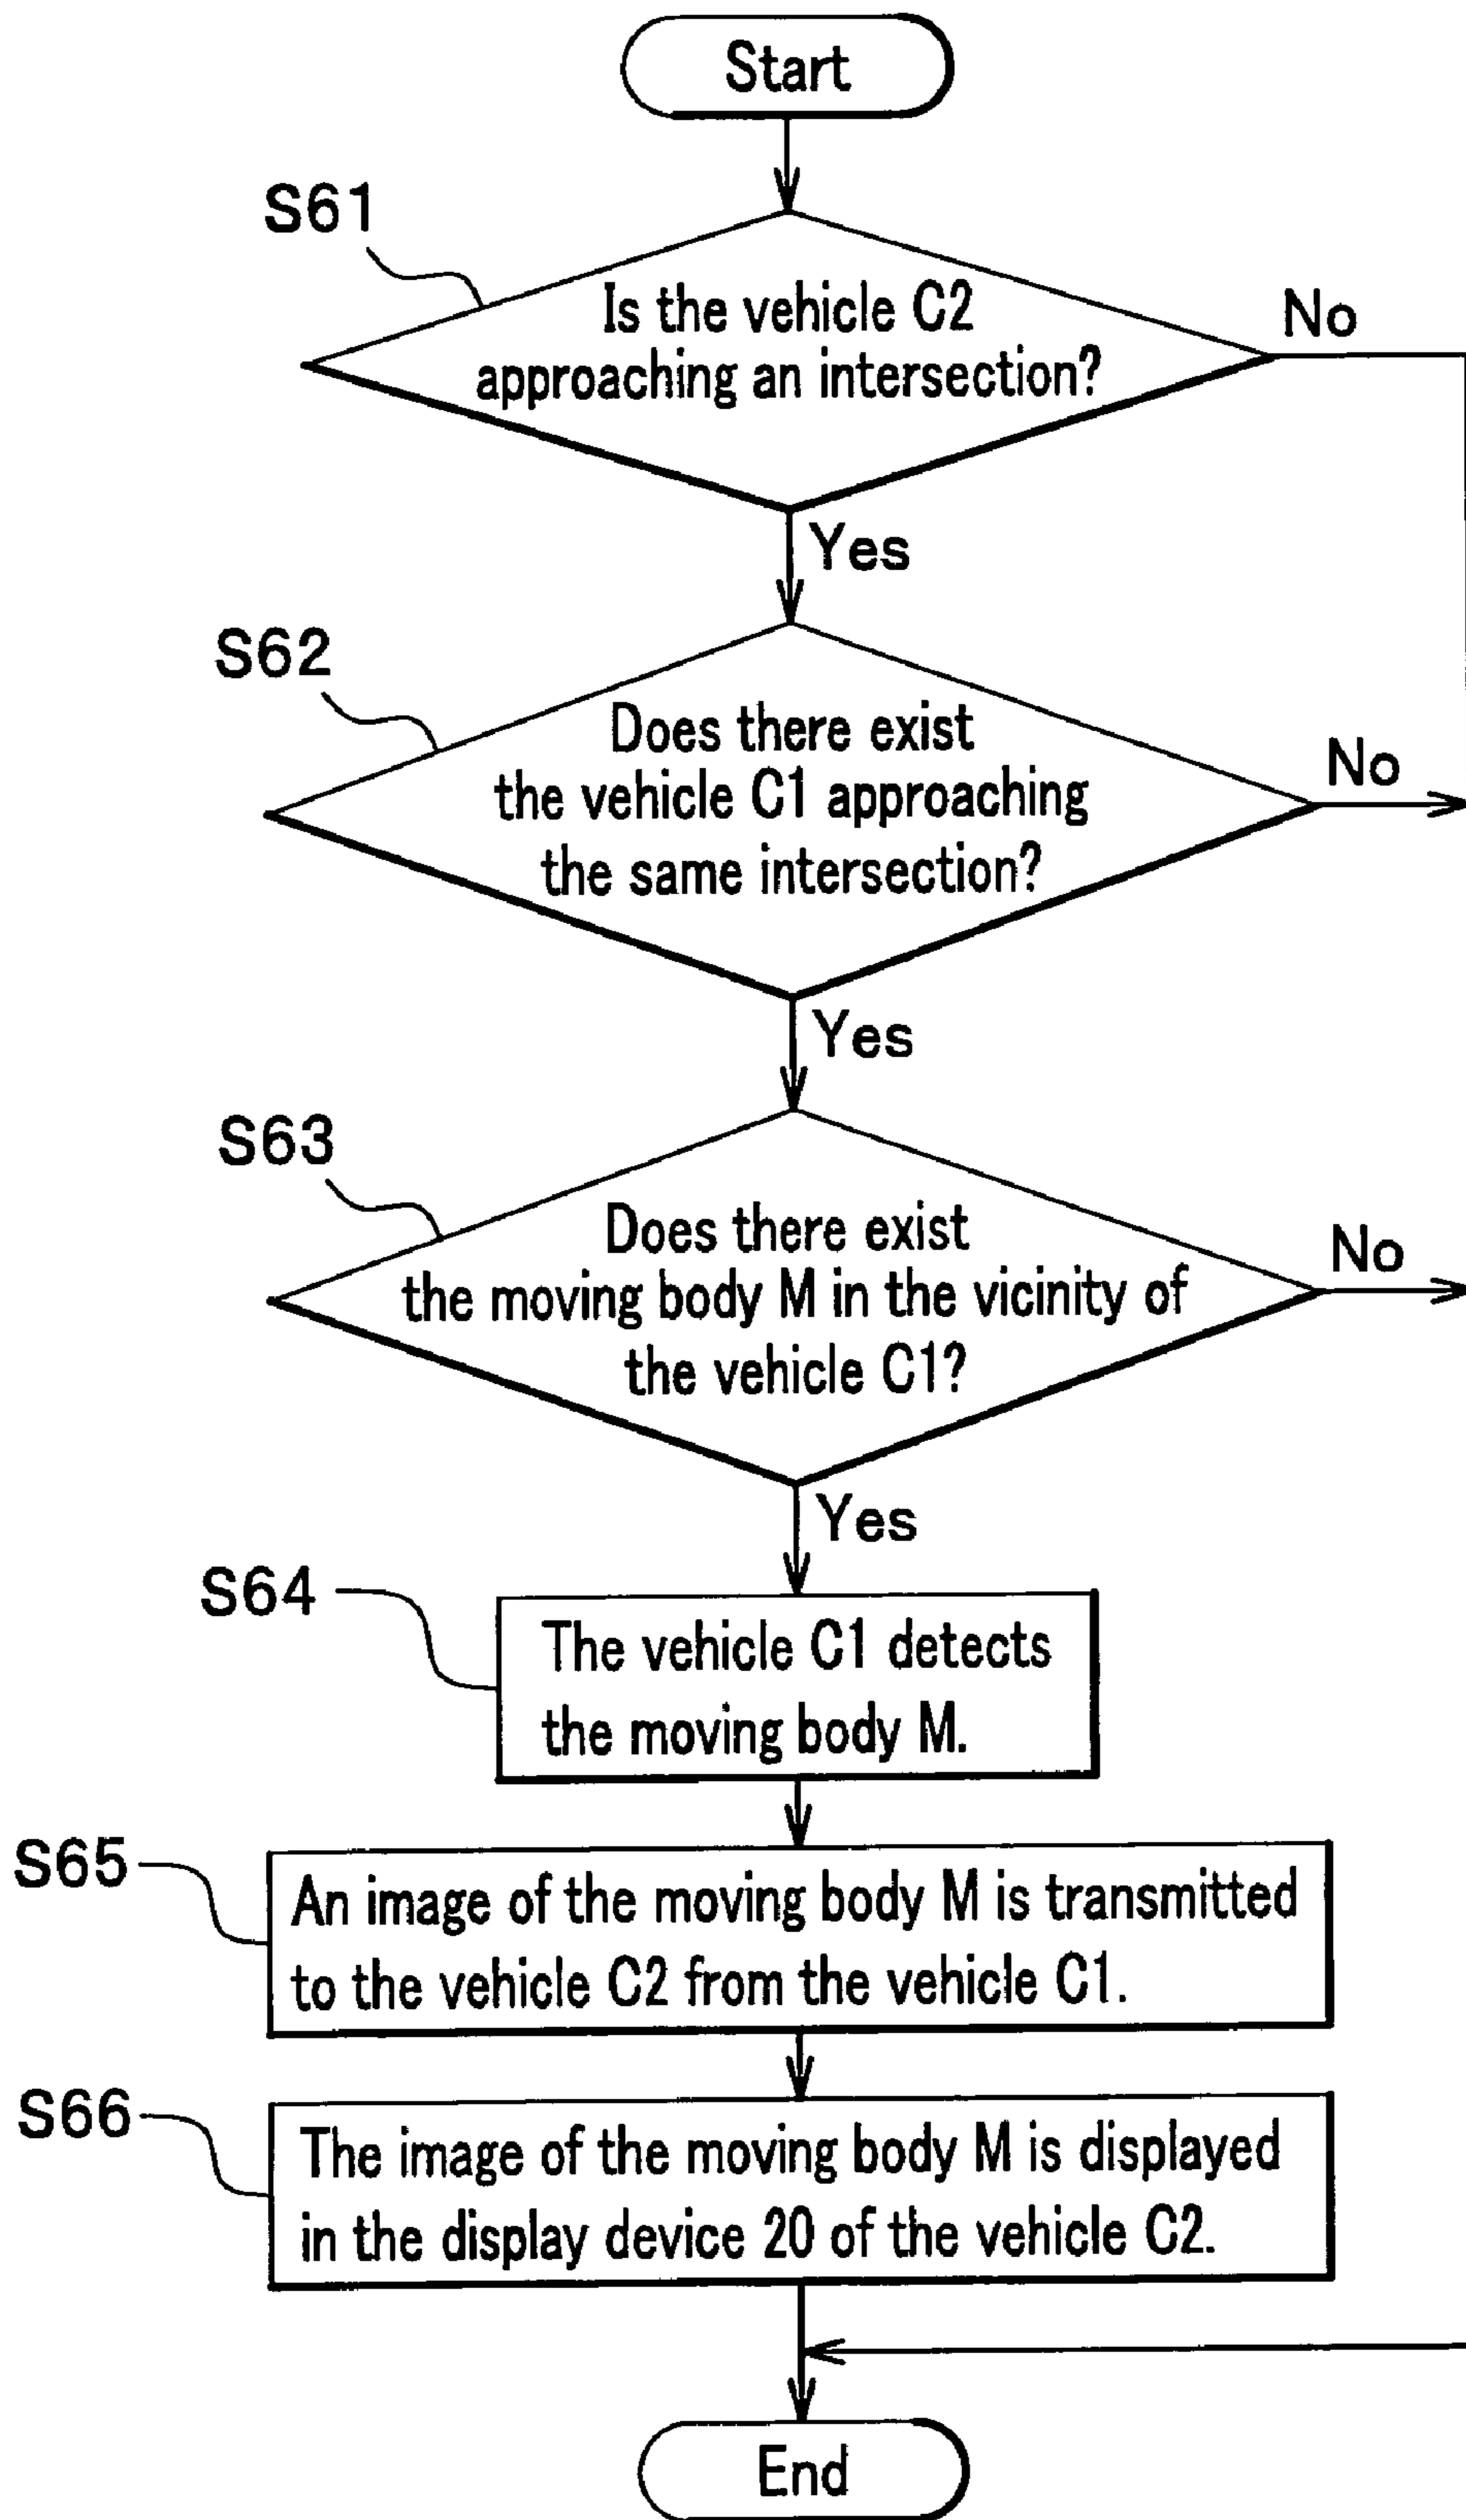 Start
S61
Is the vehicle C2
approaching an intersection?
No
Yes
S62
Does there exist
the vehicle C1 approaching
the same intersection?
No
Yes
S63
Does there exist
the moving body M in the vicinity of
the vehicle C1?
No
Yes
S64
The vehicle C1 detects
the moving body M.
S65
An image of the moving body M is transmitted
to the vehicle C2 from the vehicle C1.
S66
The image of the moving body M is displayed
in the display device 20 of the vehicle C2.
End